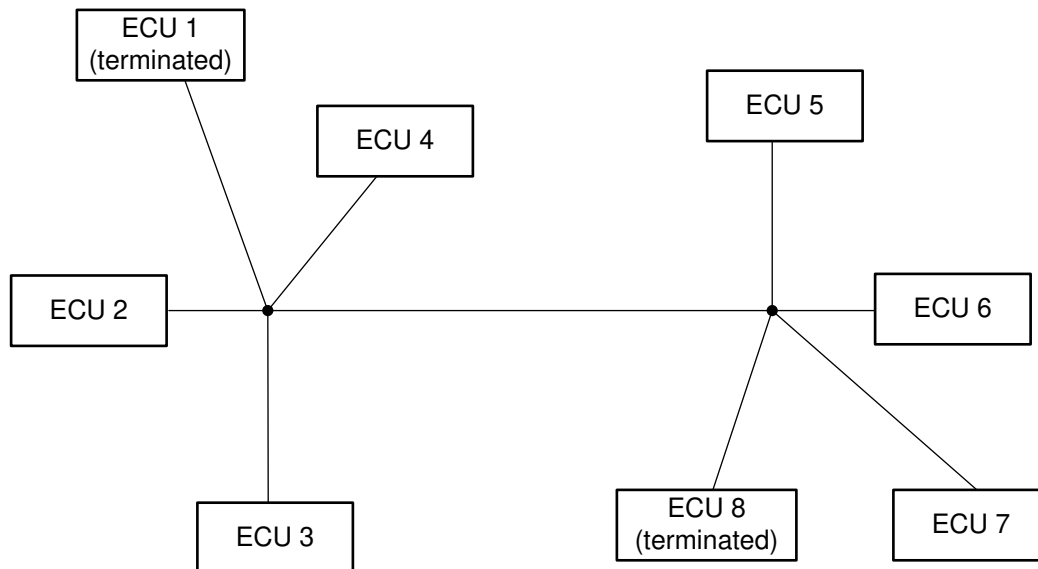 ECU 1
(terminated)
ECU 4
ECU 5
ECU 2
ECU 6
ECU 3
ECU 8
(terminated)
ECU 7